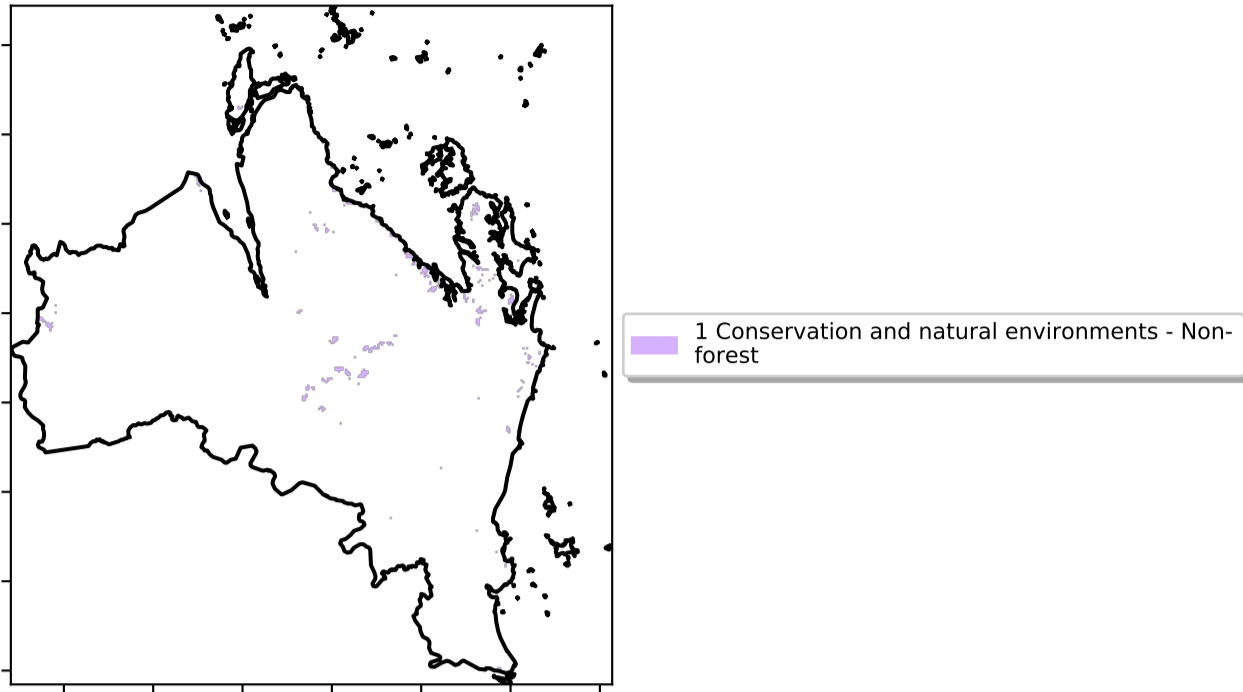 1 Conservation and natural environments - Non-
forest